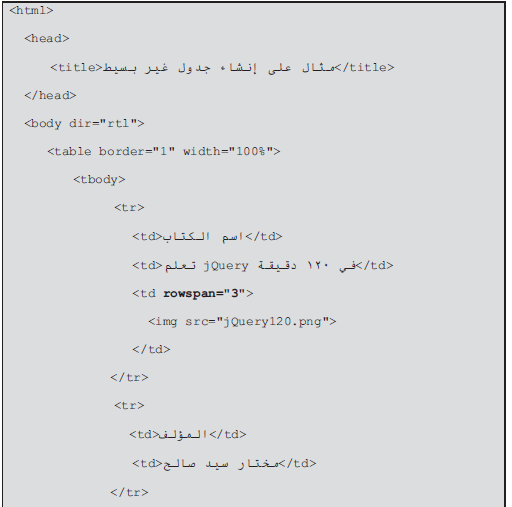 <html>
<head>
<title>مثال على إنشاء جدول غير بسيط</title>
</head>
<body dir="rtl">
<table border="1" width="100%">
<tbody>
<tr>
<td>اسم الكتاب</td>
<td>تعلم jQuery في ١٢٠ دقيقة</td>
<td rowspan="3">
<img src="jQuery120.png">
</td>
</tr>
<tr>
<td>المؤلف</td>
<td>مختار سيد صالح</td>
</tr>